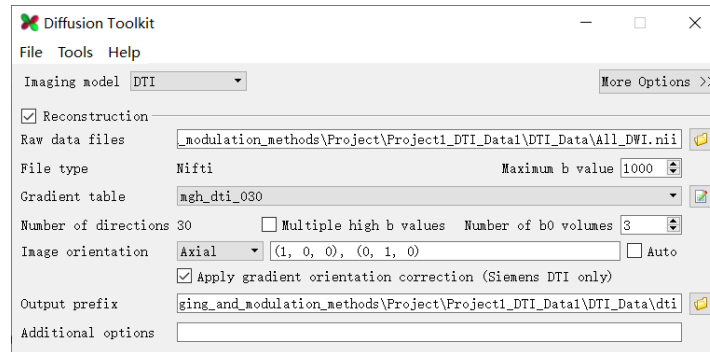 Diffusion Toolkit
File Tools Help
Imaging model DTI More Options >>
Reconstruction
Raw data files _modulation_methods\Project\Project1_DTI_Data1\DTI_Data\All_DWI.nii
File type Nifti Maximum b value 1000
Gradient table mgh_dti_030
Number of directions 30 Multiple high b values Number of b0 volumes 3
Image orientation Axial (1, 0, 0), (0, 1, 0) Auto
Apply gradient orientation correction (Siemens DTI only)
Output prefix ging_and_modulation_methods\Project\Project1_DTI_Data1\DTI_Data\dti
Additional options